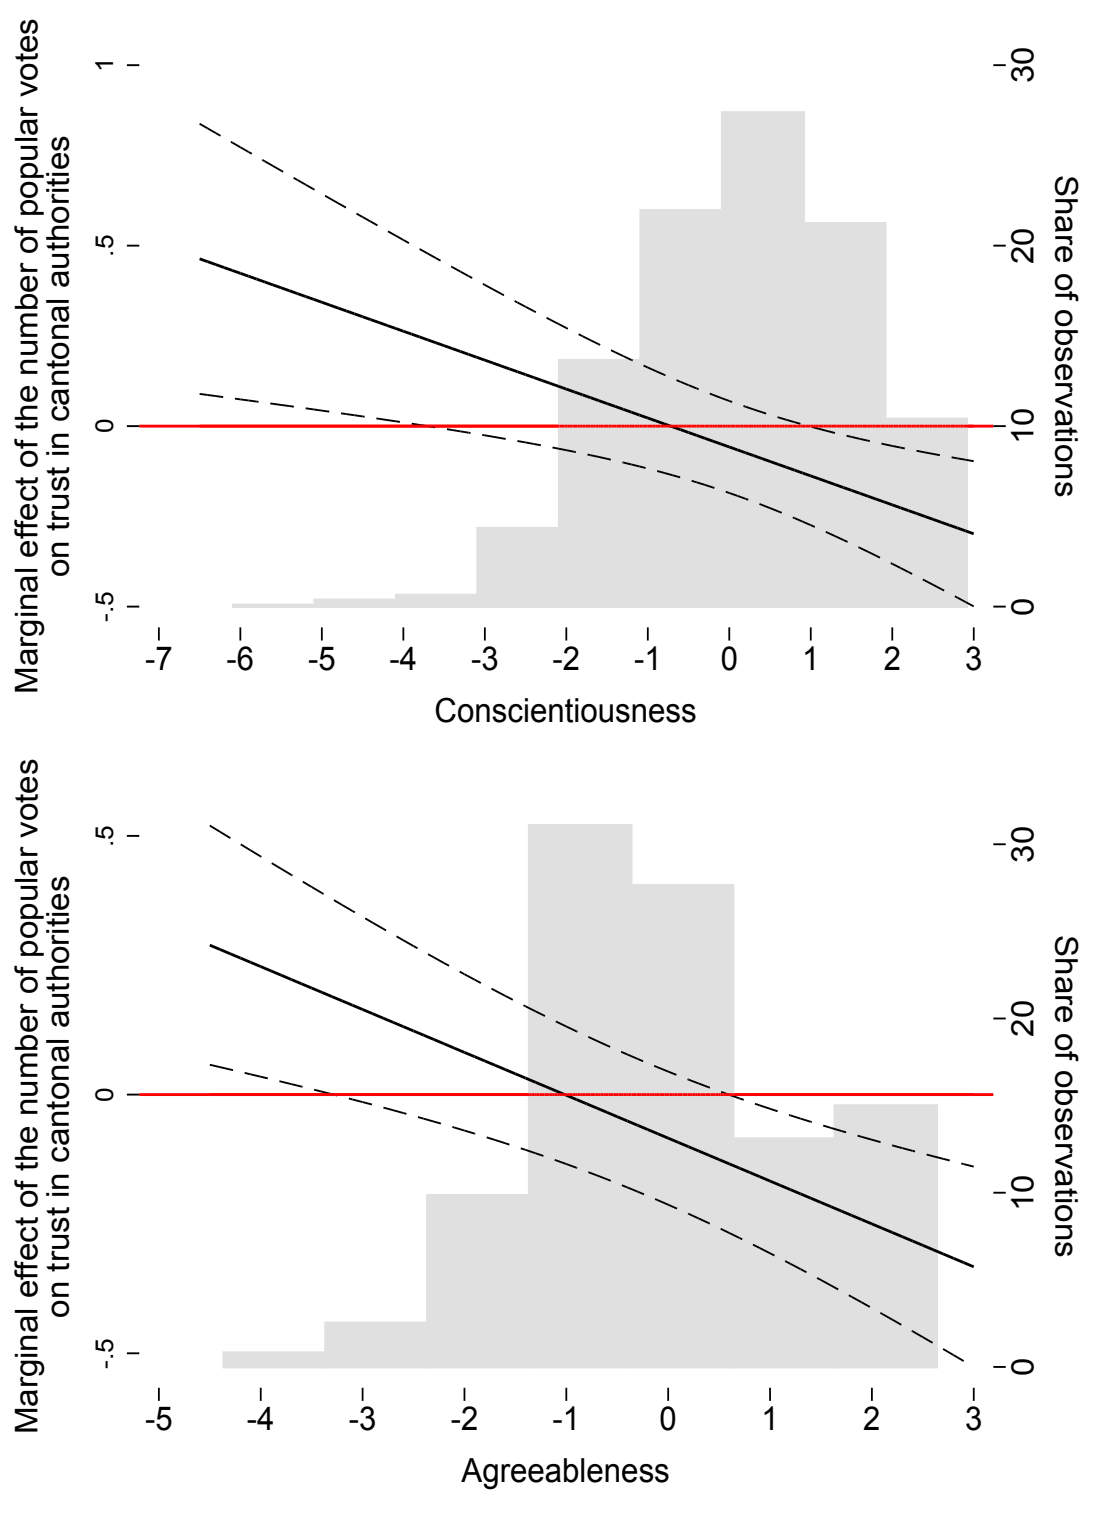 Marginal effect of the number of popular votes
on trust in cantonal authorities
1
.5
0
-.5
30
20
10
0
Share of observations
-7 -6 -5 -4 -3 -2 -1 0 1 2 3
Conscientiousness
Marginal effect of the number of popular votes
on trust in cantonal authorities
.5
0
-.5
30
20
10
0
Share of observations
-5 -4 -3 -2 -1 0 1 2 3
Agreeableness